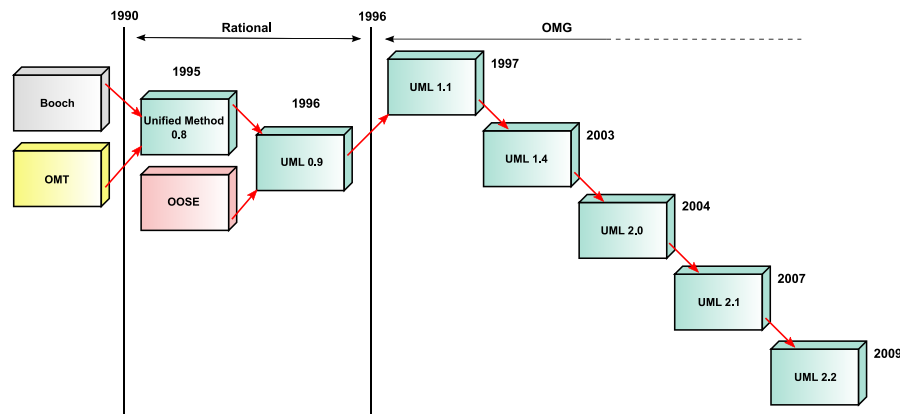 1990
1996
Rational
OMG
1997
1995
UML 1.1
Booch
1996
Unified Method
0.8
2003
UML 1.4
UML 0.9
OMT
OOSE
2004
UML 2.0
2007
UML 2.1
2009
UML 2.2